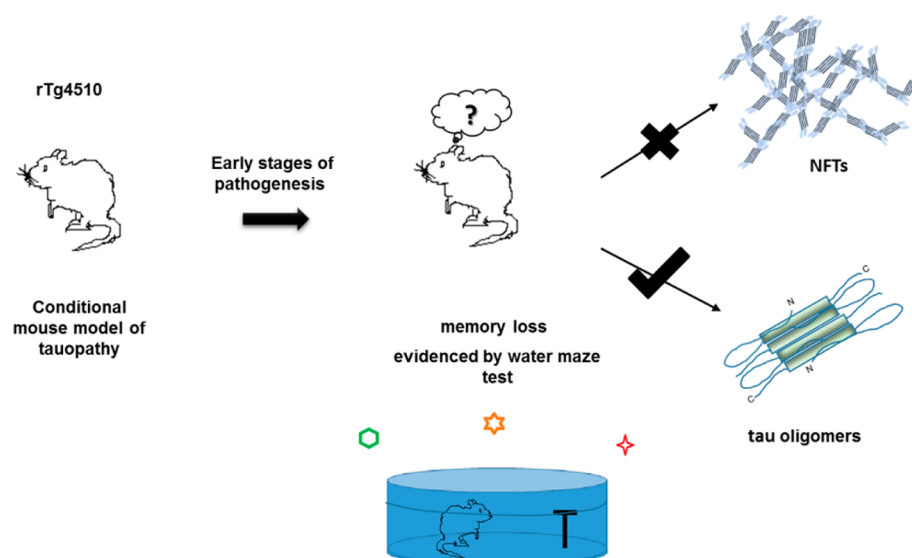 rTg4510
Conditional
mouse model of
tauopathy
Early stages of
pathogenesis
?
memory loss
evidenced by water maze
test
NFTs
C
N
N
C
tau oligomers